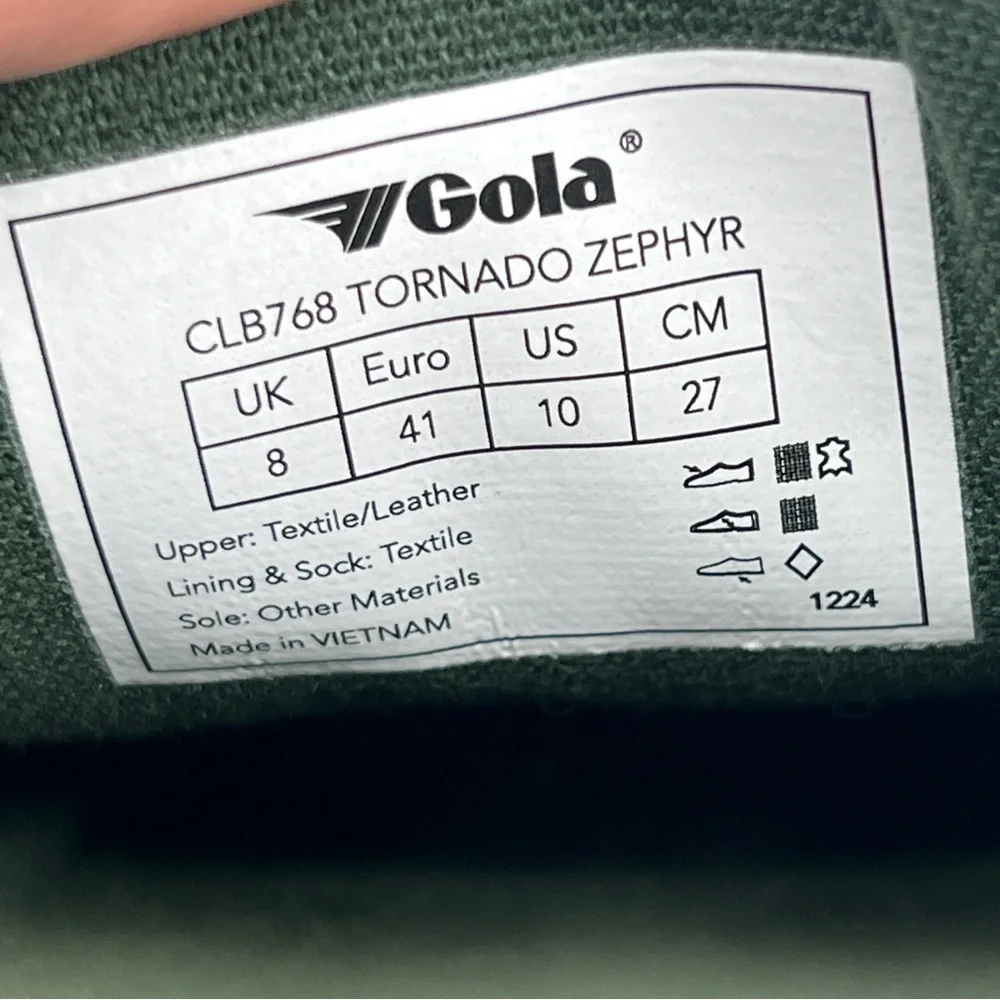 Gola®
CLB768 TORNADO ZEPHYR
UK Euro US CM
8 41 10 27
Upper: Textile/Leather
Lining & Sock: Textile
Sole: Other Materials
Made in VIETNAM
1224